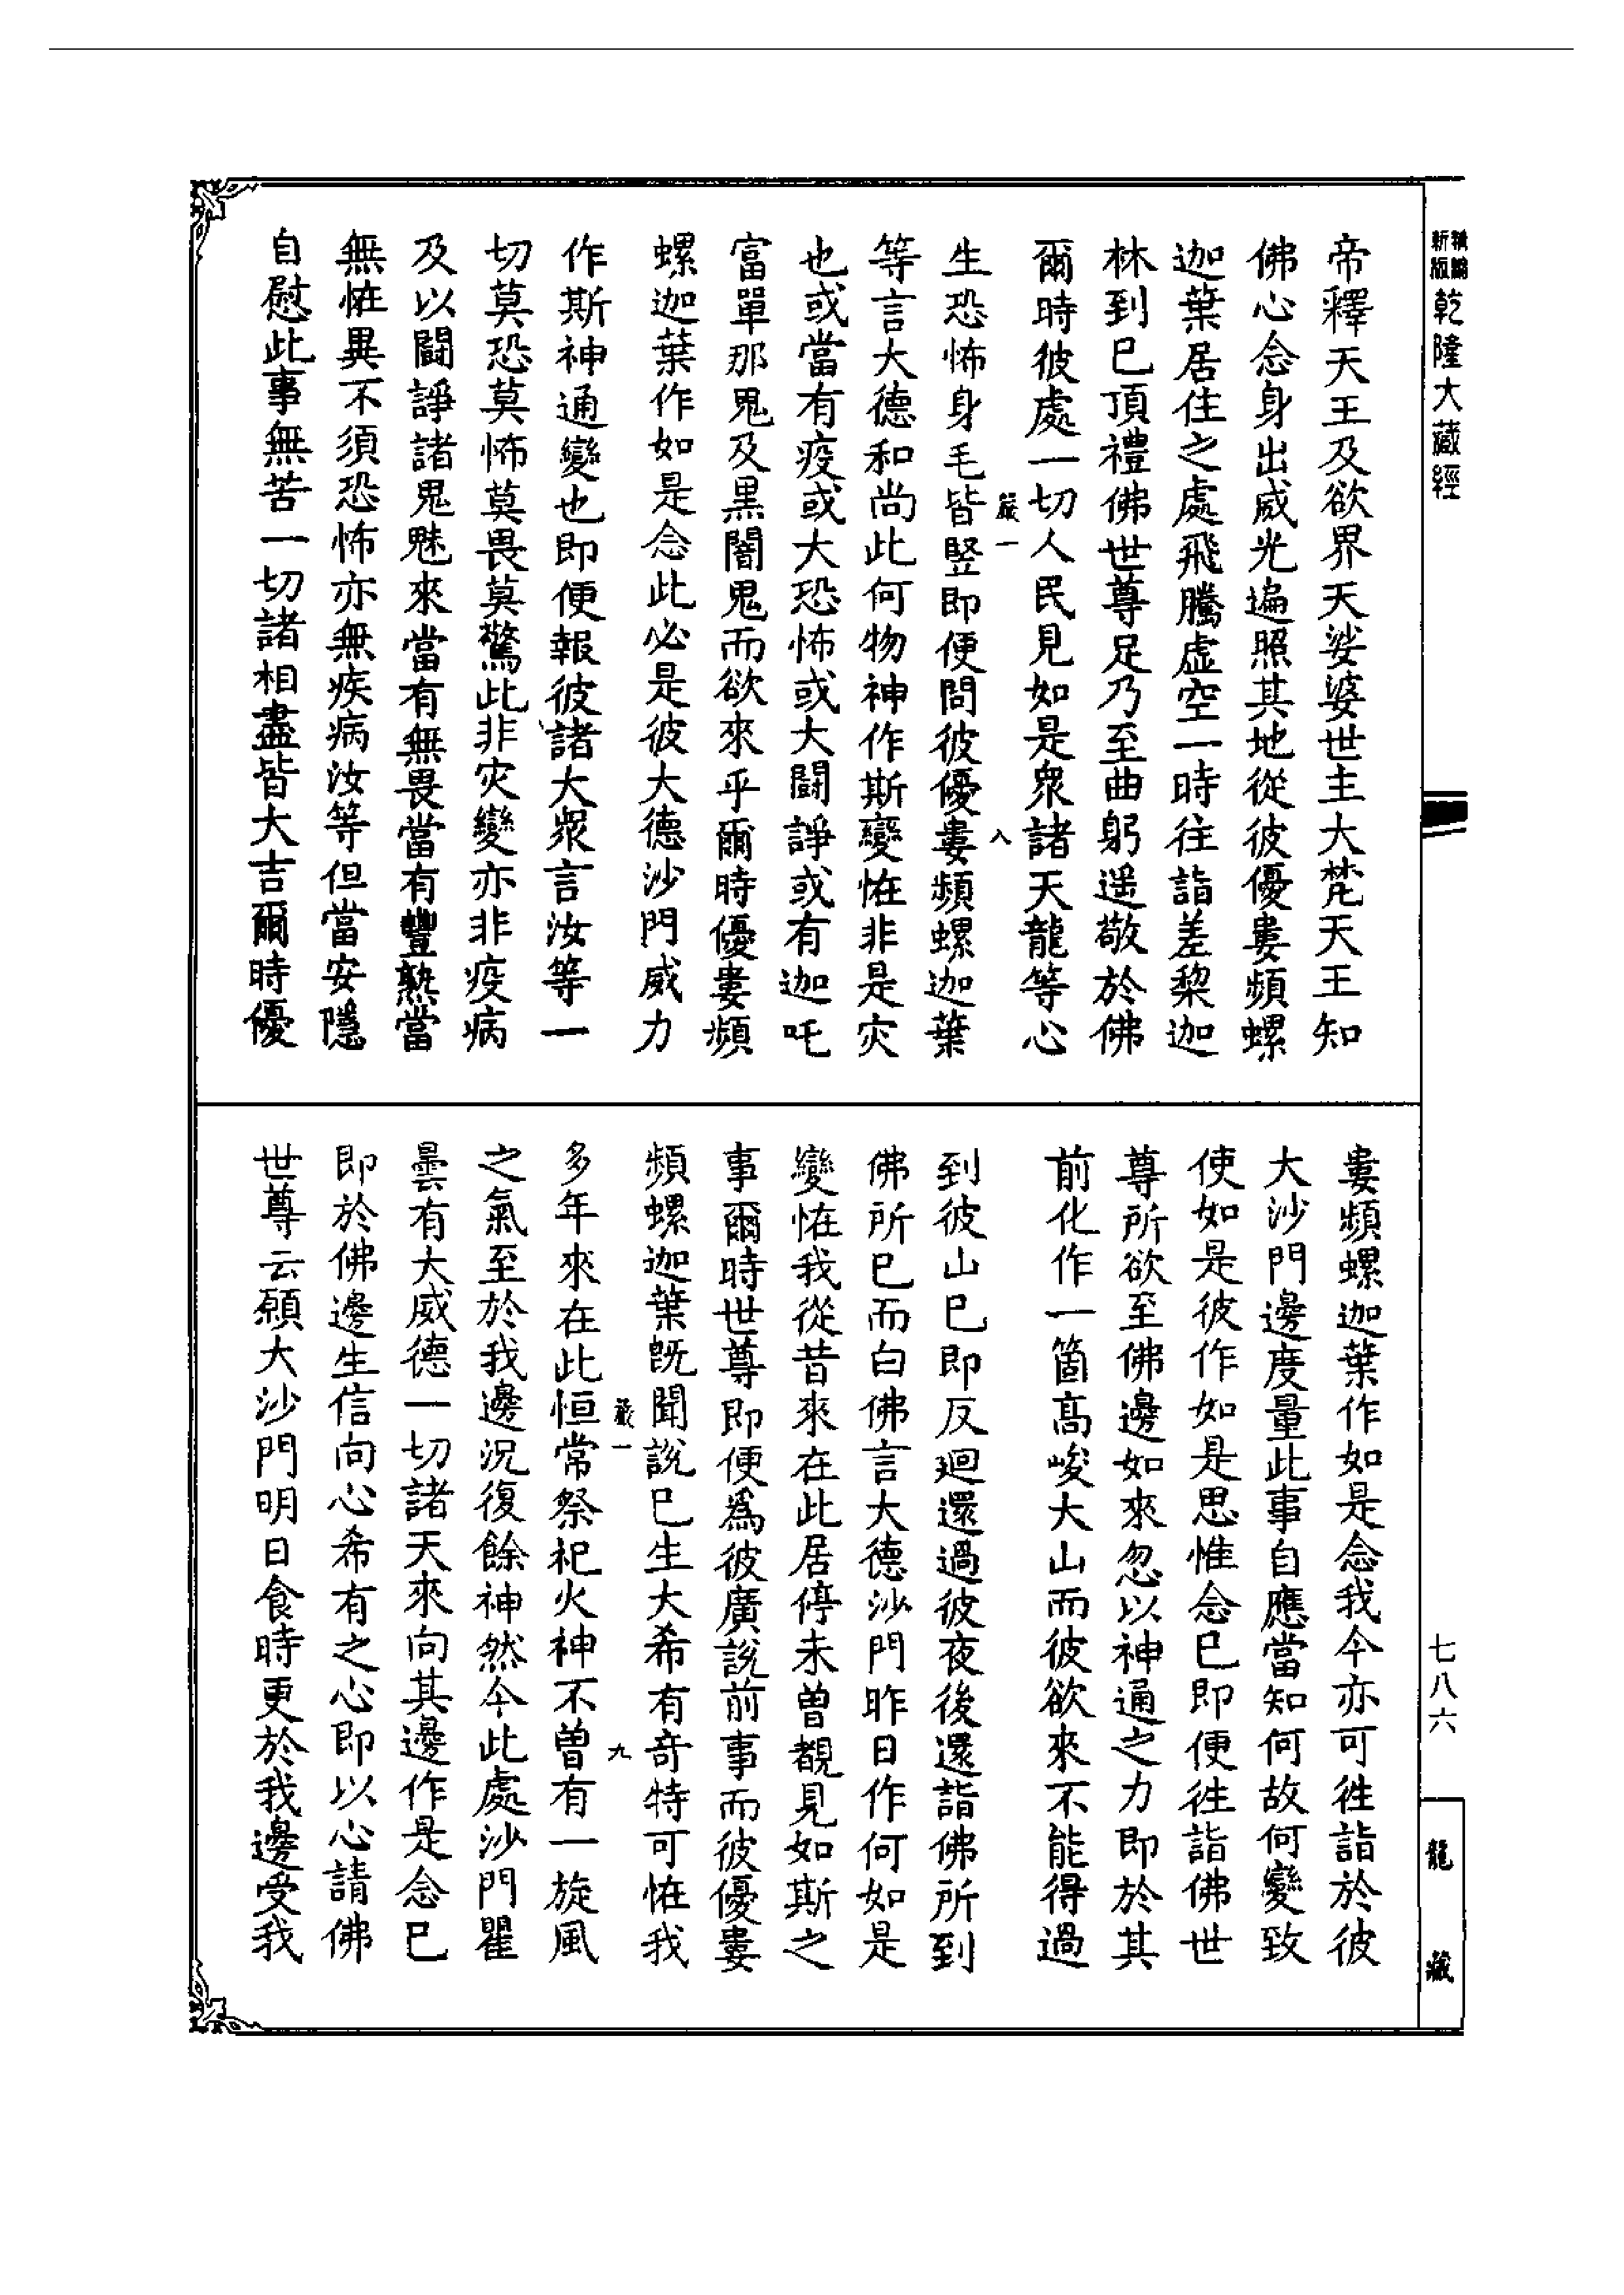 精編
新版
乾隆大藏經
帝釋天王及欲界天娑婆世主大梵天王知
佛心念身出威光遍照其地從彼優婁頻螺
迦葉居住之處飛騰虛空一時往詣差黎迦
林到已頂禮佛世尊足乃至曲躬遥敬於佛
爾時彼處一切人民見如是衆諸天龍等心
嚴一
八
生恐怖身毛皆竪即便問彼優婁頻螺迦葉
等言大德和尚此何物神作斯變恠非是灾
也或當有疫或大恐怖或大鬪諍或有迦吒
富單那鬼及黑闇鬼而欲來乎爾時優婁頻
螺迦葉作如是念此必是彼大德沙門威力
作斯神通變也即便報彼諸大衆言汝等一
切莫恐莫怖莫畏莫驚此非灾變亦非疫病
及以鬪諍諸鬼魅來當有無畏當有豐熟當
無恠異不須恐怖亦無疾病汝等但當安隱
自慰此事無苦一切諸相盡皆大吉爾時優
婁頻螺迦葉作如是念我今亦可徃詣於彼
大沙門邊度量此事自應當知何故何變致
使如是彼作如是思惟念已即便徃詣佛世
尊所欲至佛邊如來忽以神通之力即於其
前化作一箇高峻大山而彼欲來不能得過
到彼山已即反迴還過彼夜後還詣佛所到
佛所已而白佛言大德沙門昨日作何如是
變恠我從昔來在此居停未曾覩見如斯之
事爾時世尊即便爲彼廣說前事而彼優婁
頻螺迦葉旣聞說已生大希有竒特可恠我
嚴一
九
多年來在此恒常祭祀火神不曾有一旋風
之氣至於我邊況復餘神然今此處沙門瞿
曇有大威德一切諸天來向其邊作是念已
即於佛邊生信向心希有之心即以心請佛
世尊云願大沙門明日食時更於我邊受我
七八六
龍藏